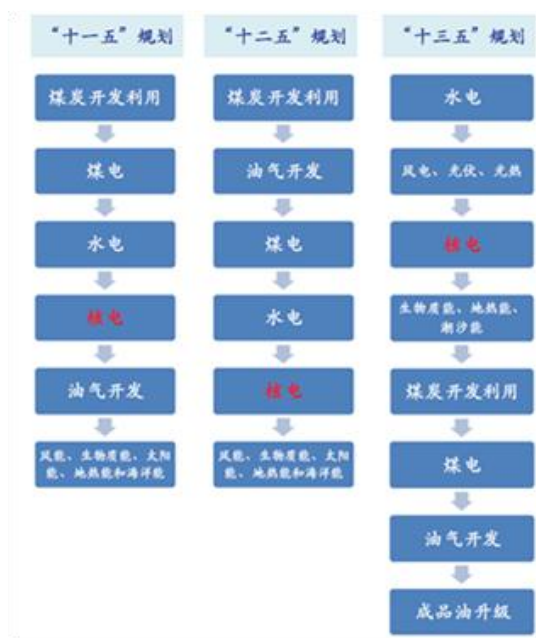 “十一五”规划
煤炭开发利用
煤电
水电
核电
油气开发
风能、生物质能、太阳
能、地热能和海洋能
“十二五”规划
煤炭开发利用
油气开发
煤电
水电
核电
风能、生物质能、太阳
能、地热能和海洋能
“十三五”规划
水电
风电、光伏、光热
核电
生物质能、地热能、
潮汐能
煤炭开发利用
煤电
油气开发
成品油升级